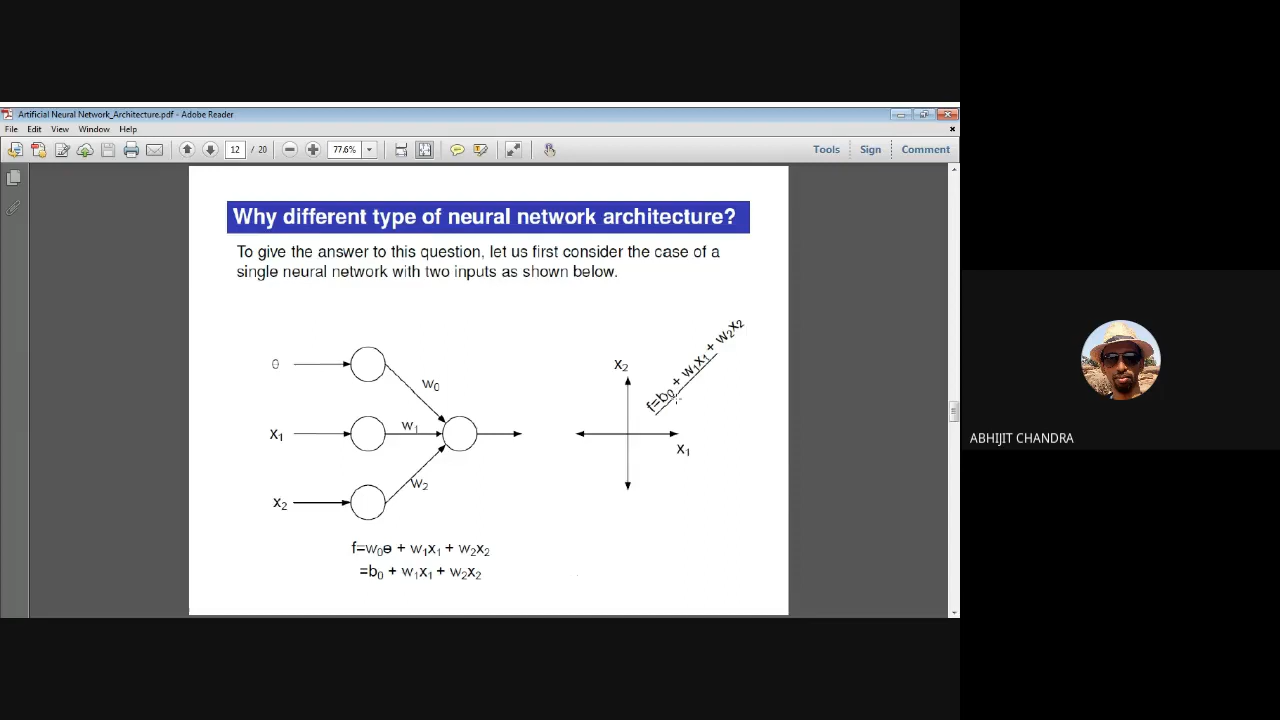 Artificial Neural Network_Architecture.pdf - Adobe Reader
File Edit View Window Help
12 / 20 77.6% Tools Sign Comment
Why different type of neural network architecture?
To give the answer to this question, let us first consider the case of a
single neural network with two inputs as shown below.
θ
w₀
x₁
w₁
x₂
w₂
f=w₀ɵ + w₁x₁ + w₂x₂
=b₀ + w₁x₁ + w₂x₂
x₂
f=b₀ + w₁x₁ + w₂x₂
x₁
ABHIJIT CHANDRA